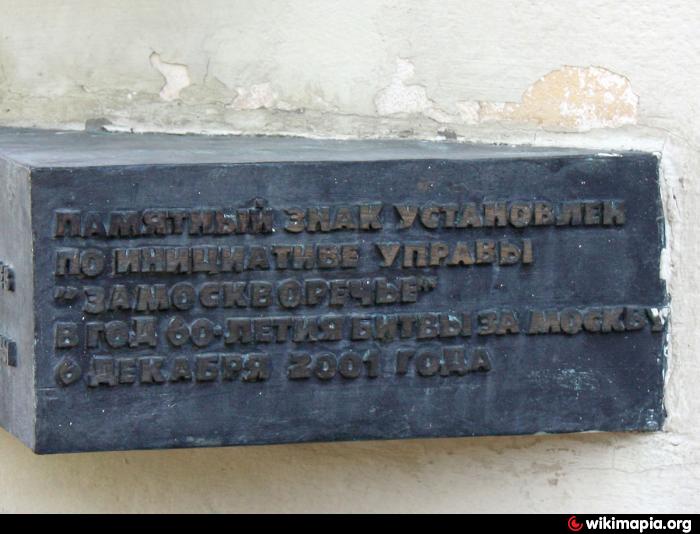 ПАМЯТНЫЙ ЗНАК УСТАНОВЛЕН
ПО ИНИЦИАТИВЕ УПРАВЫ
"ЗАМОСКВОРЕЧЬЕ"
В ГОД 60-ЛЕТИЯ БИТВЫ ЗА МОСКВУ
6 ДЕКАБРЯ 2001 ГОДА
wikimapia.org